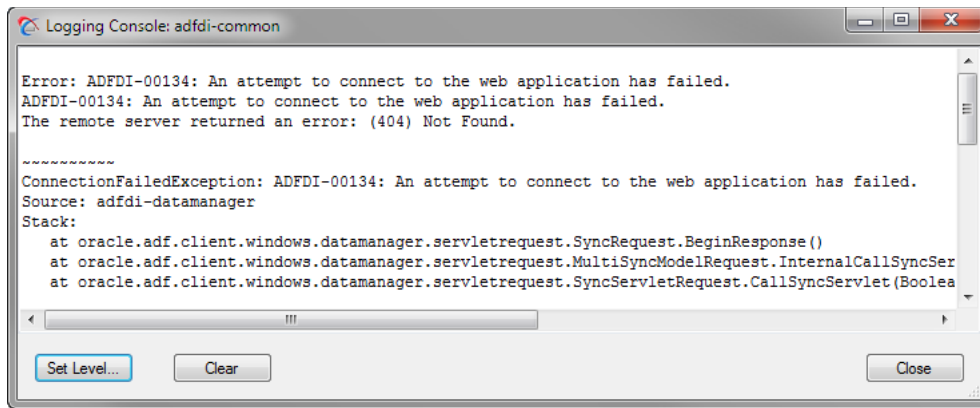 Logging Console: adfdi-common
Error: ADFDI-00134: An attempt to connect to the web application has failed.
ADFDI-00134: An attempt to connect to the web application has failed.
The remote server returned an error: (404) Not Found.
~~~~~~~~~~
ConnectionFailedException: ADFDI-00134: An attempt to connect to the web application has failed.
Source: adfdi-datamanager
Stack:
at oracle.adf.client.windows.datamanager.servletrequest.SyncRequest.BeginResponse()
at oracle.adf.client.windows.datamanager.servletrequest.MultiSyncModelRequest.InternalCallSyncSer
at oracle.adf.client.windows.datamanager.servletrequest.SyncServletRequest.CallSyncServlet(Boolea
Set Level... Clear Close